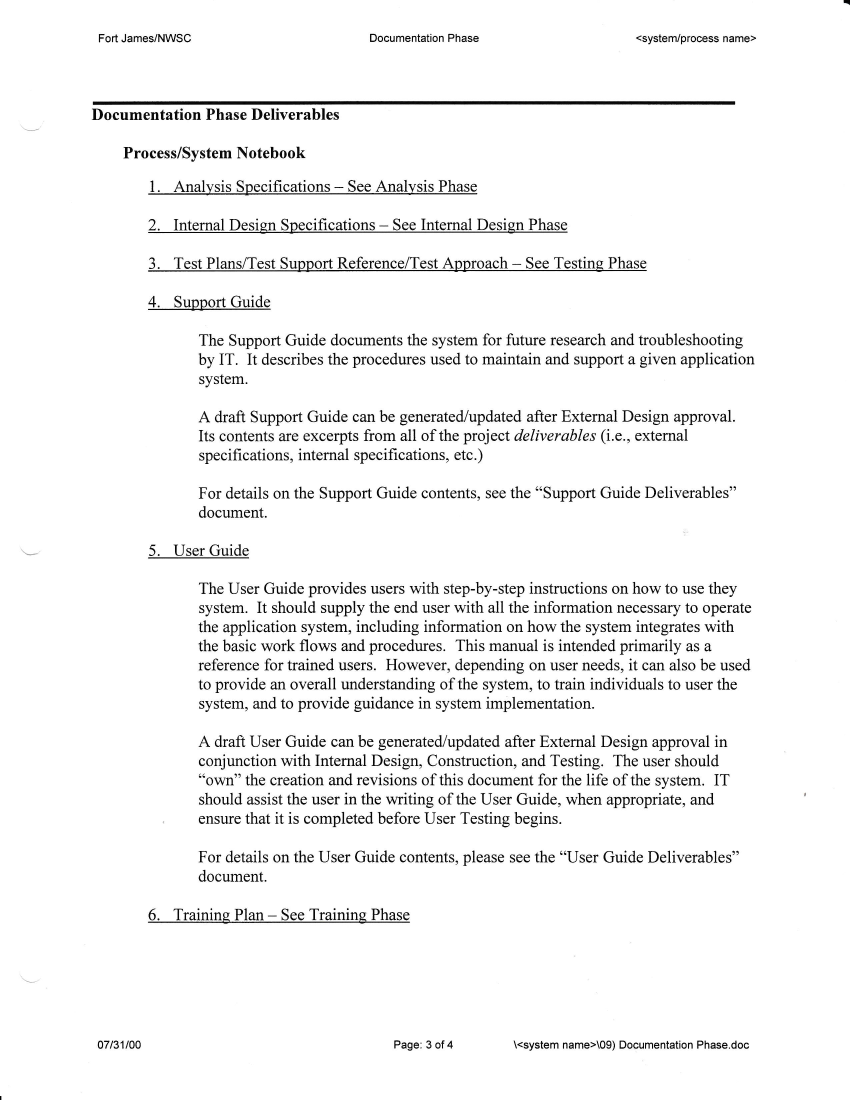 Fort James/NWSC Documentation Phase <system/process name>
Documentation Phase Deliverables
Process/System Notebook
1. Analysis Specifications – See Analysis Phase
2. Internal Design Specifications – See Internal Design Phase
3. Test Plans/Test Support Reference/Test Approach – See Testing Phase
4. Support Guide
The Support Guide documents the system for future research and troubleshooting
by IT. It describes the procedures used to maintain and support a given application
system.
A draft Support Guide can be generated/updated after External Design approval.
Its contents are excerpts from all of the project deliverables (i.e., external
specifications, internal specifications, etc.)
For details on the Support Guide contents, see the “Support Guide Deliverables”
document.
5. User Guide
The User Guide provides users with step-by-step instructions on how to use they
system. It should supply the end user with all the information necessary to operate
the application system, including information on how the system integrates with
the basic work flows and procedures. This manual is intended primarily as a
reference for trained users. However, depending on user needs, it can also be used
to provide an overall understanding of the system, to train individuals to user the
system, and to provide guidance in system implementation.
A draft User Guide can be generated/updated after External Design approval in
conjunction with Internal Design, Construction, and Testing. The user should
“own” the creation and revisions of this document for the life of the system. IT
should assist the user in the writing of the User Guide, when appropriate, and
ensure that it is completed before User Testing begins.
For details on the User Guide contents, please see the “User Guide Deliverables”
document.
6. Training Plan – See Training Phase
07/31/00 Page: 3 of 4 \<system name>\09) Documentation Phase.doc